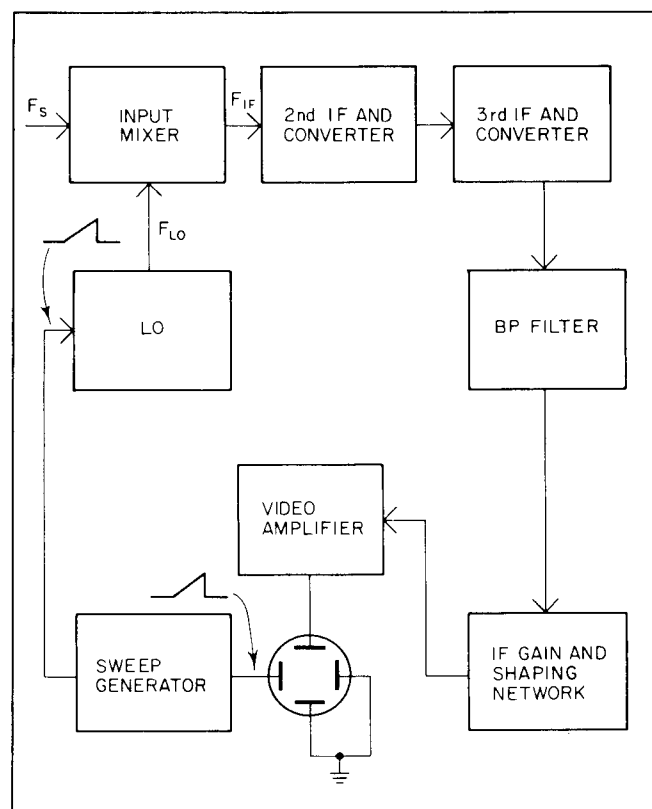 F_S
INPUT
MIXER
F_IF
2nd IF AND
CONVERTER
3rd IF AND
CONVERTER
F_LO
LO
BP FILTER
VIDEO
AMPLIFIER
SWEEP
GENERATOR
IF GAIN AND
SHAPING
NETWORK